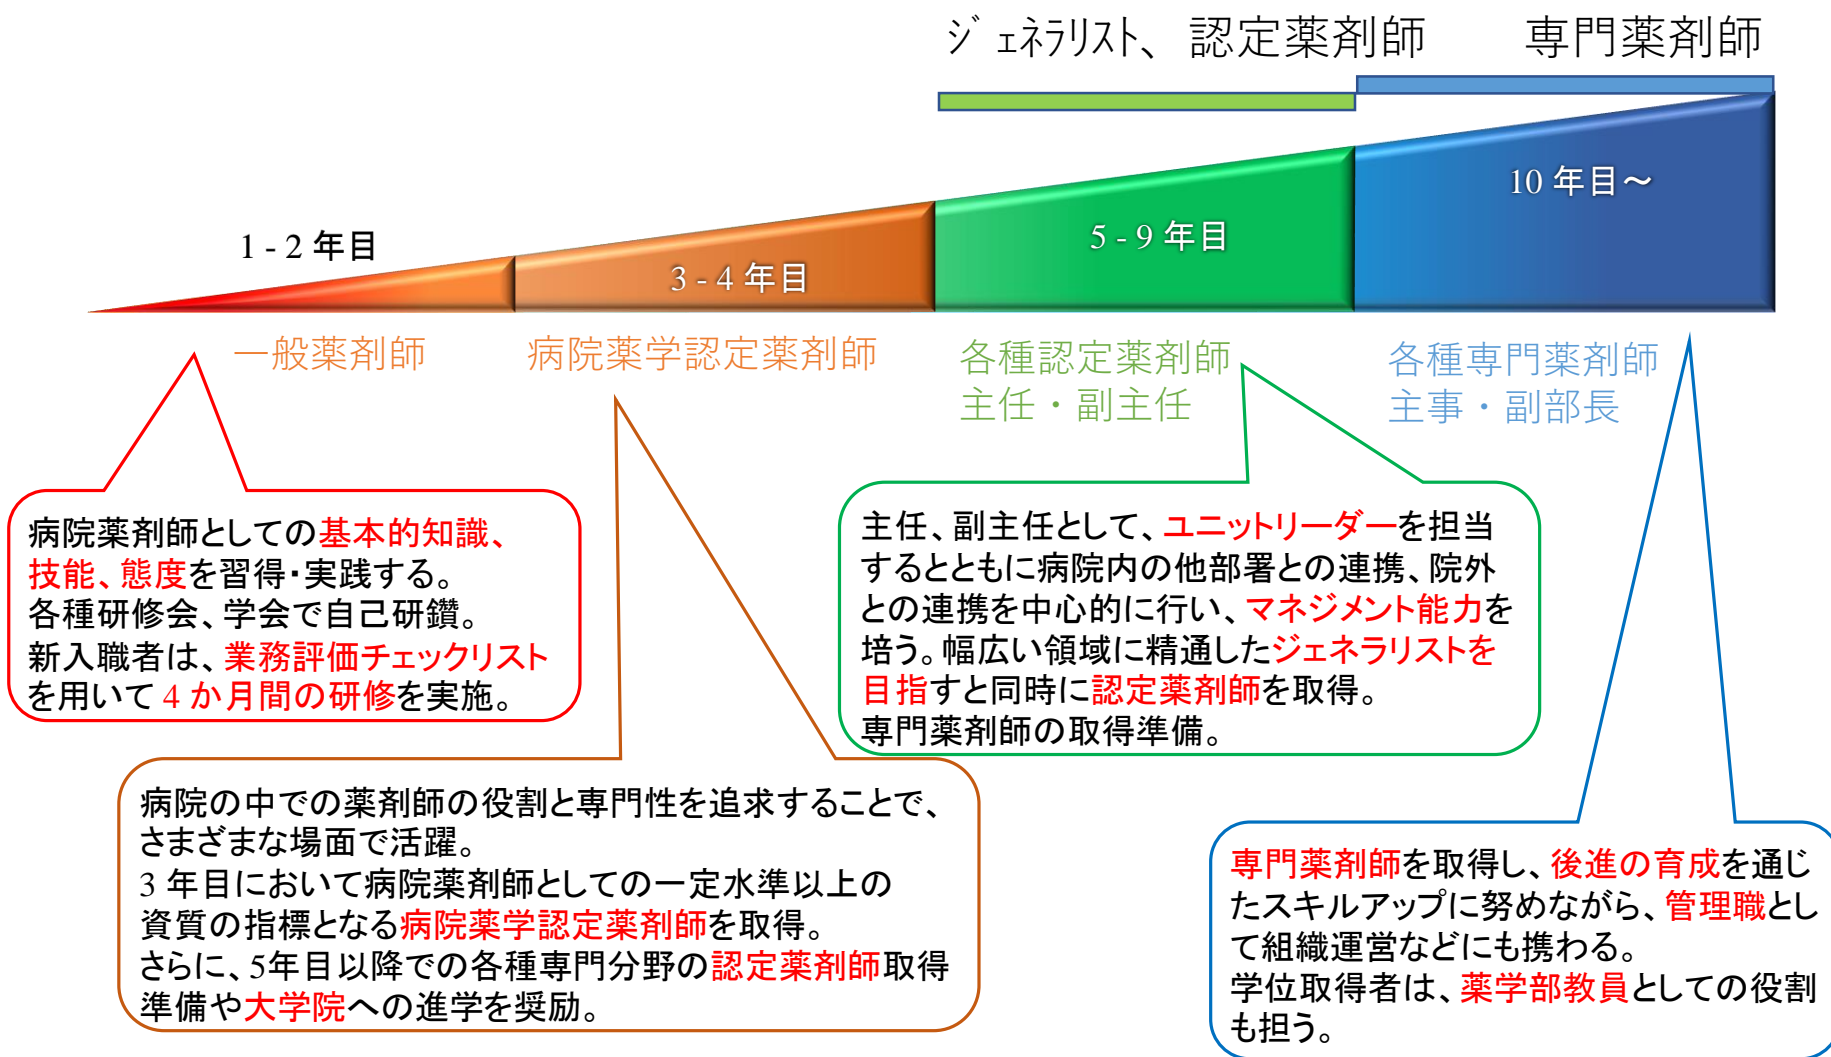 ジェネラリスト、認定薬剤師　専門薬剤師
1 - 2 年目
3 - 4 年目
5 - 9 年目
10 年目～
一般薬剤師
病院薬学認定薬剤師
各種認定薬剤師
主任・副主任
各種専門薬剤師
主事・副部長
病院薬剤師としての基本的知識、
技能、態度を習得・実践する。
各種研修会、学会で自己研鑽。
新入職者は、業務評価チェックリスト
を用いて 4 か月間の研修を実施。
病院の中での薬剤師の役割と専門性を追求することで、
さまざまな場面で活躍。
3 年目において病院薬剤師としての一定水準以上の
資質の指標となる病院薬学認定薬剤師を取得。
さらに、5年目以降での各種専門分野の認定薬剤師取得
準備や大学院への進学を奨励。
主任、副主任として、ユニットリーダーを担当
するとともに病院内の他部署との連携、院外
との連携を中心的に行い、マネジメント能力を
培う。幅広い領域に精通したジェネラリストを
目指すと同時に認定薬剤師を取得。
専門薬剤師の取得準備。
専門薬剤師を取得し、後進の育成を通じ
たスキルアップに努めながら、管理職とし
て組織運営などにも携わる。
学位取得者は、薬学部教員としての役割
も担う。